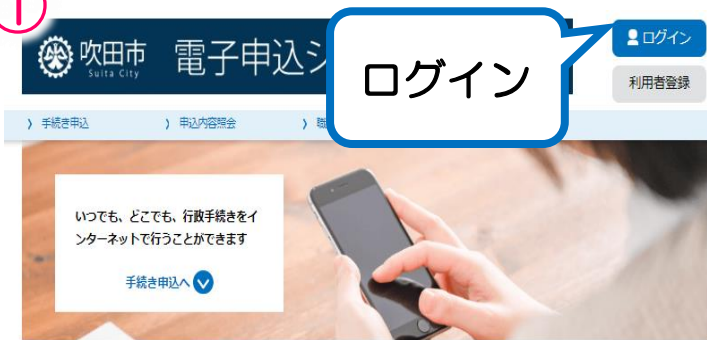 ①
吹田市
Suita City
電子申込シ
ログイン
ログイン
利用者登録
手続き申込
申込内容照会
いつでも、どこでも、行政手続きをイ
ンターネットで行うことができます
手続き申込へ